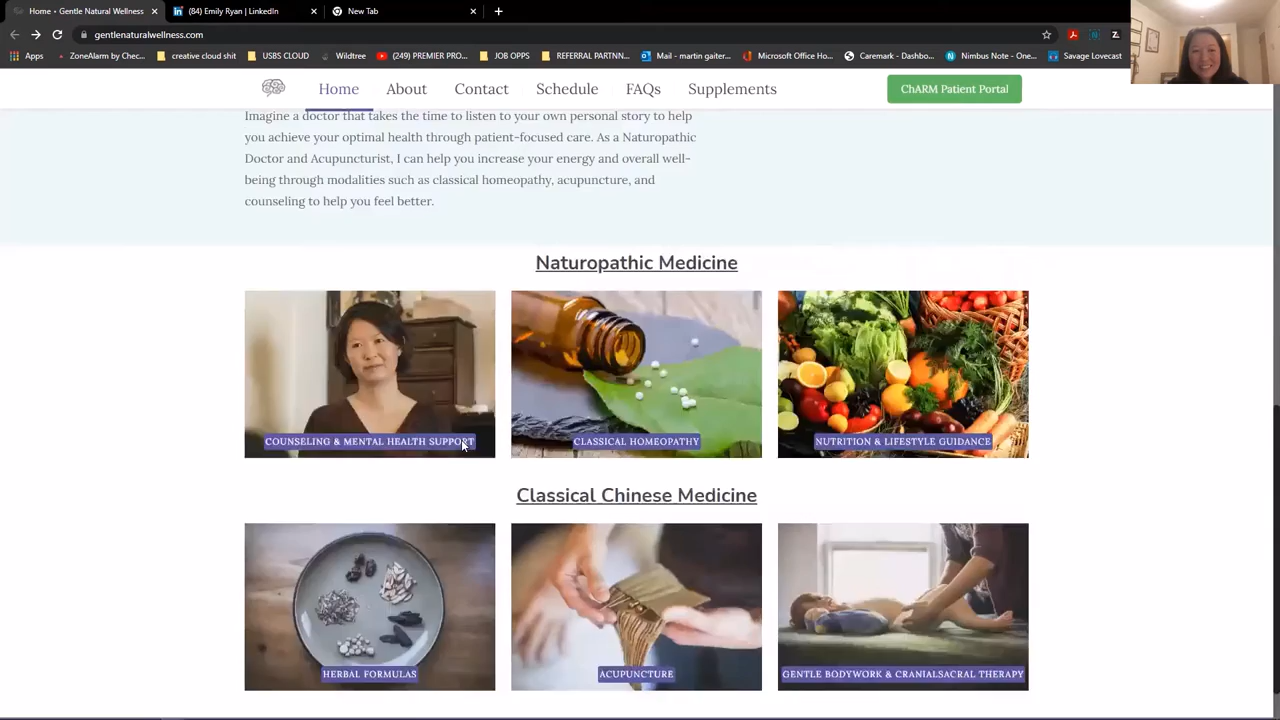 Home - Gentle Natural Wellness
(84) Emily Ryan | LinkedIn
New Tab
gentlenaturalwellness.com
Apps
ZoneAlarm by Chec...
creative cloud shit
USBS CLOUD
Wildtree
(249) PREMIER PRO...
JOB OPPS
REFERRAL PARTNN...
Mail - martin gaiter...
Microsoft Office Ho...
Caremark - Dashbo...
Nimbus Note - One...
Savage Lovecast
Home
About
Contact
Schedule
FAQs
Supplements
ChARM Patient Portal
Imagine a doctor that takes the time to listen to your own personal story to help
you achieve your optimal health through patient-focused care. As a Naturopathic
Doctor and Acupuncturist, I can help you increase your energy and overall well-
being through modalities such as classical homeopathy, acupuncture, and
counseling to help you feel better.
Naturopathic Medicine
COUNSELING & MENTAL HEALTH SUPPORT
CLASSICAL HOMEOPATHY
NUTRITION & LIFESTYLE GUIDANCE
Classical Chinese Medicine
HERBAL FORMULAS
ACUPUNCTURE
GENTLE BODYWORK & CRANIALSACRAL THERAPY